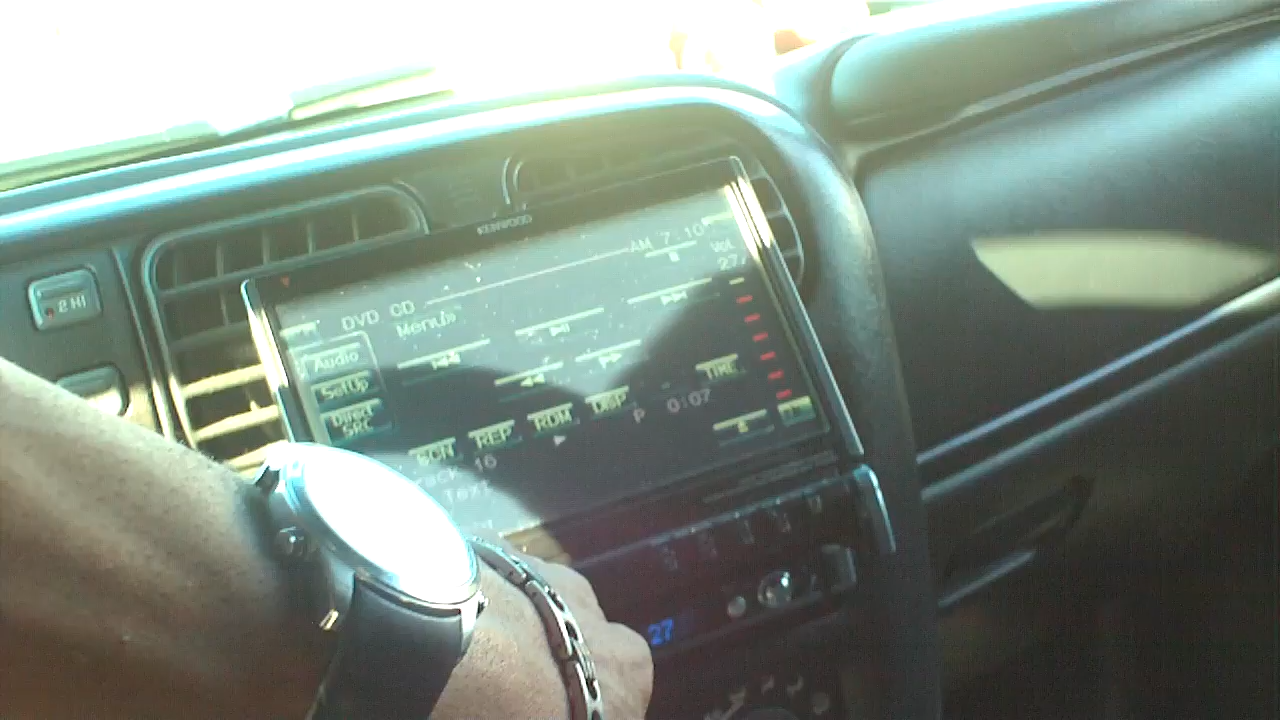 KENWOOD
AM 7:10
DVD CD
Vol
27
Menu»
Audio
SetUp
Direct
SRC
TIRE
SCN REP RDM DISP
P 0:07
Track 16
Text
2 HI
27